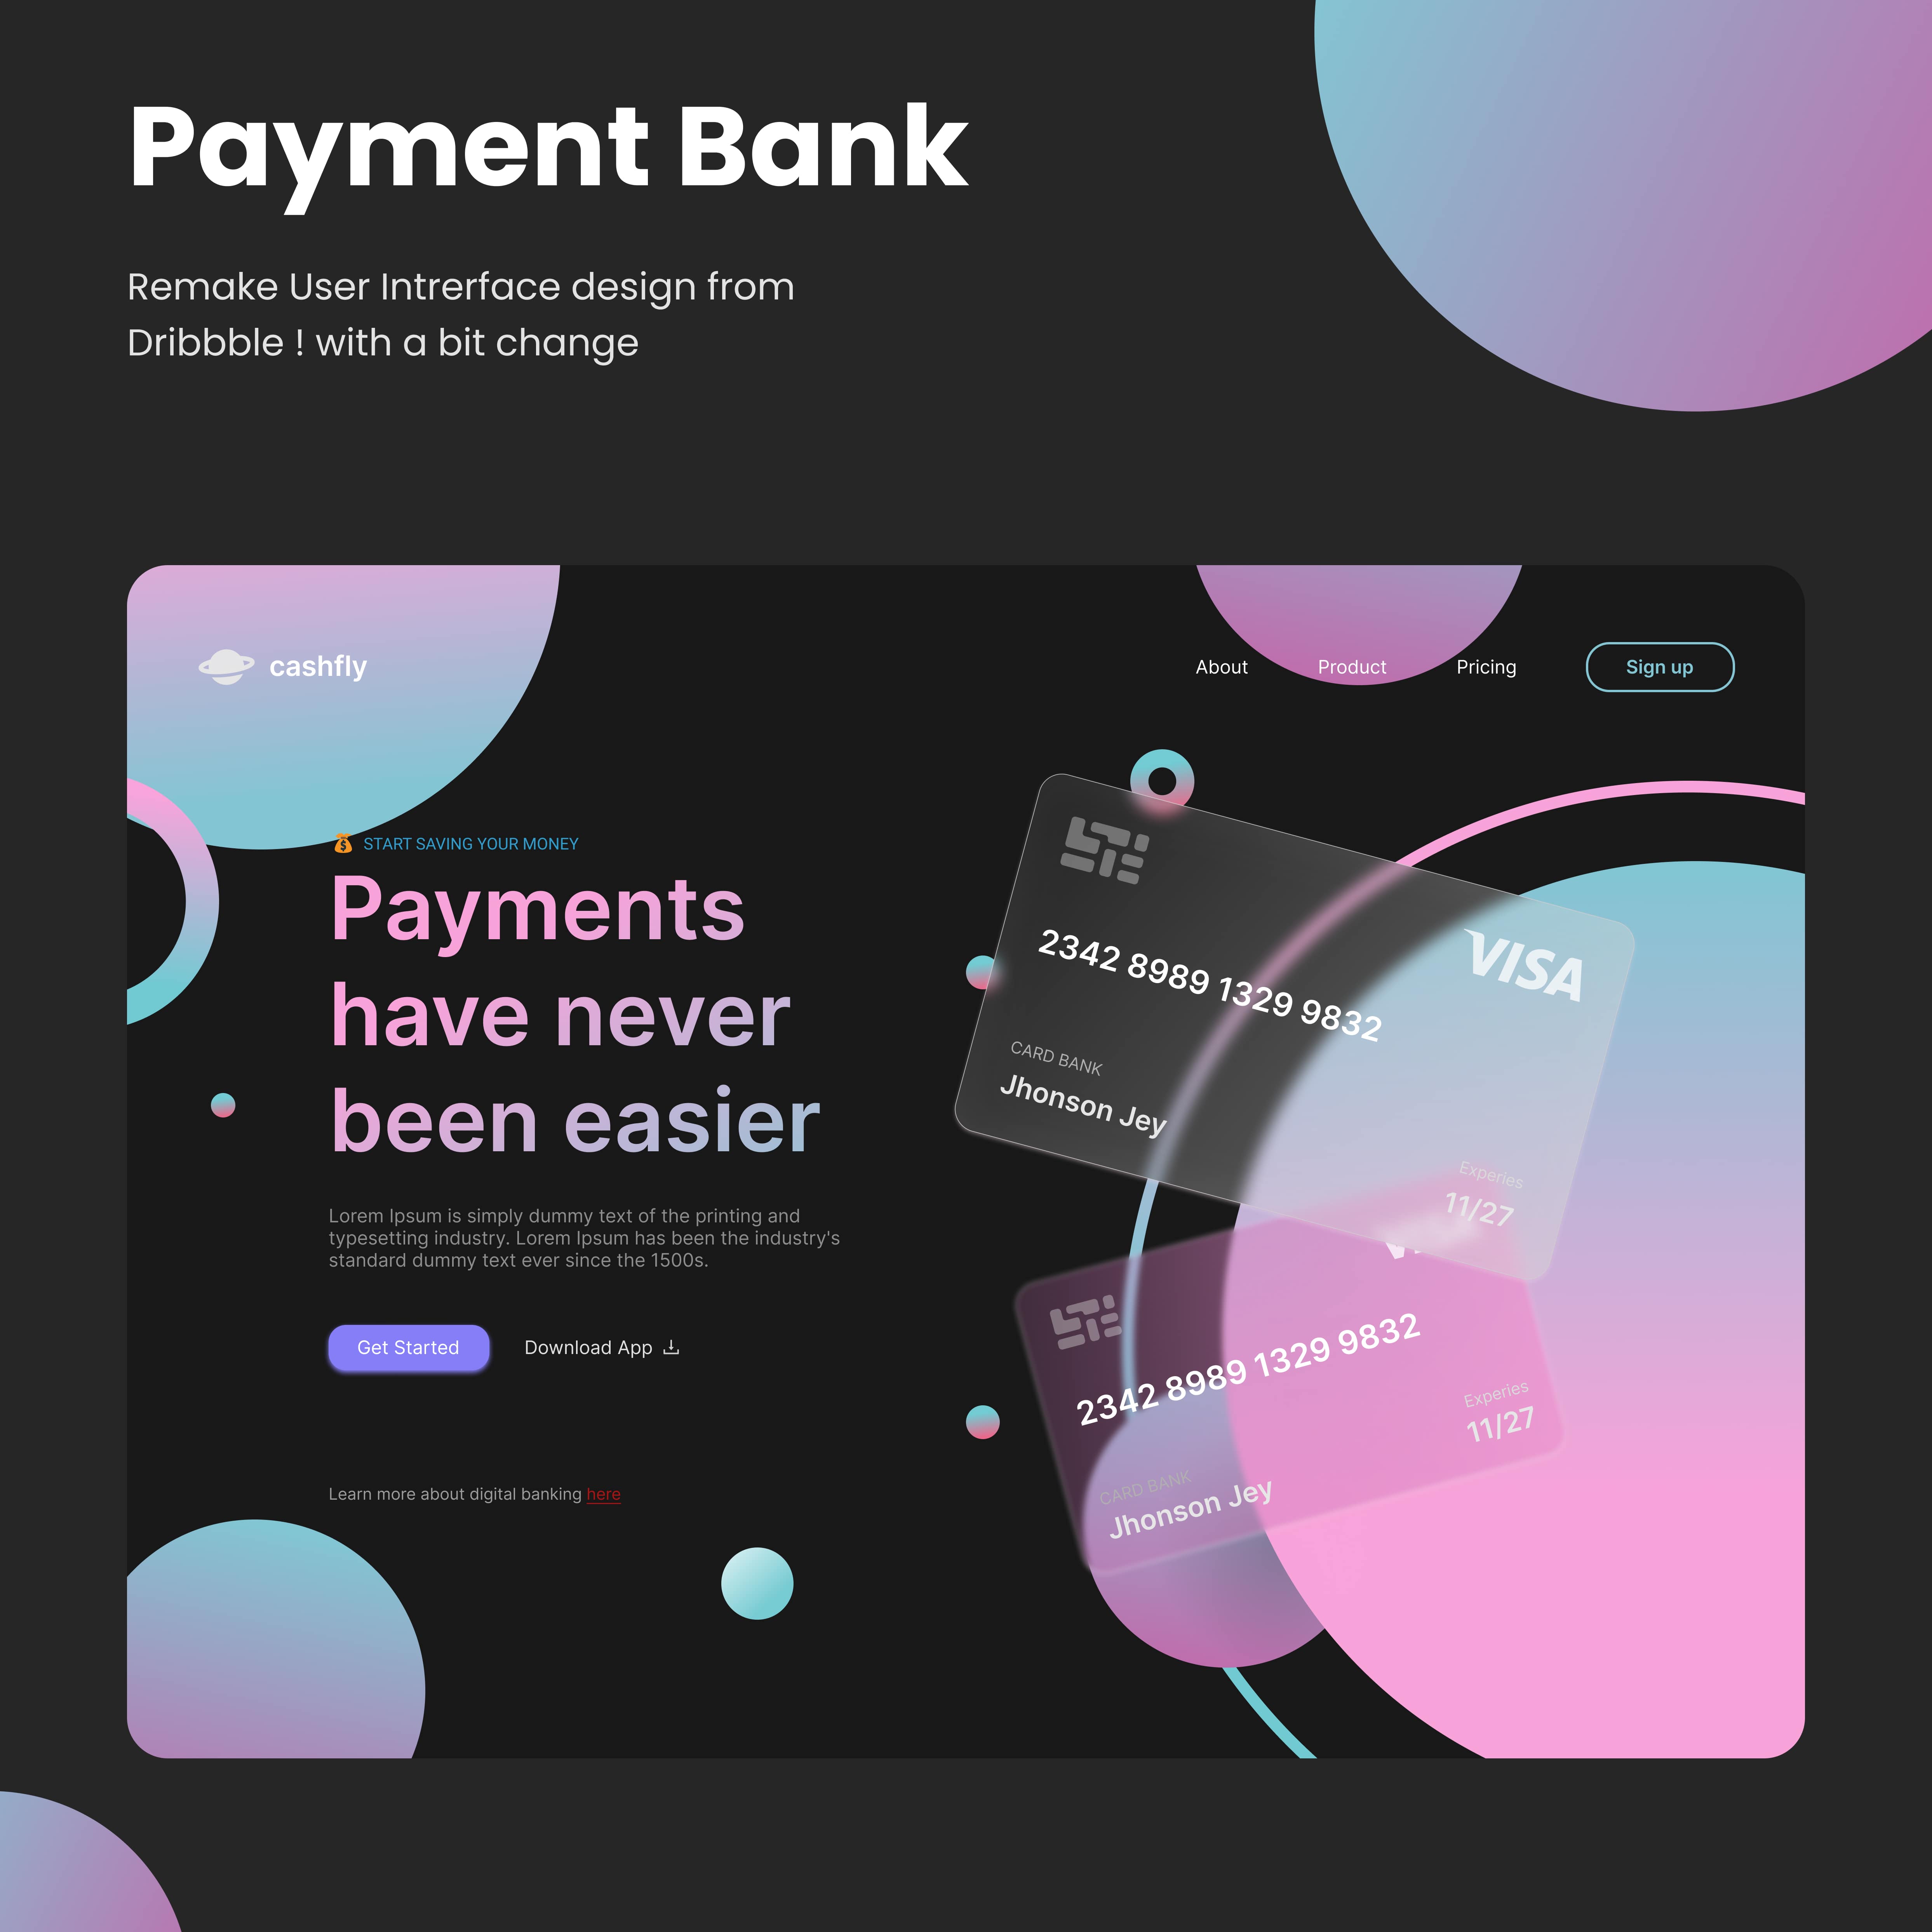 Payment Bank
Remake User Intrerface design from
Dribbble ! with a bit change
cashfly
About
Product
Pricing
Sign up
START SAVING YOUR MONEY
Payments
have never
been easier
Lorem Ipsum is simply dummy text of the printing and
typesetting industry. Lorem Ipsum has been the industry's
standard dummy text ever since the 1500s.
Get Started
Download App
Learn more about digital banking here
VISA
2342 8989 1329 9832
CARD BANK
Jhonson Jey
Experies
11/27
2342 8989 1329 9832
Experies
11/27
CARD BANK
Jhonson Jey